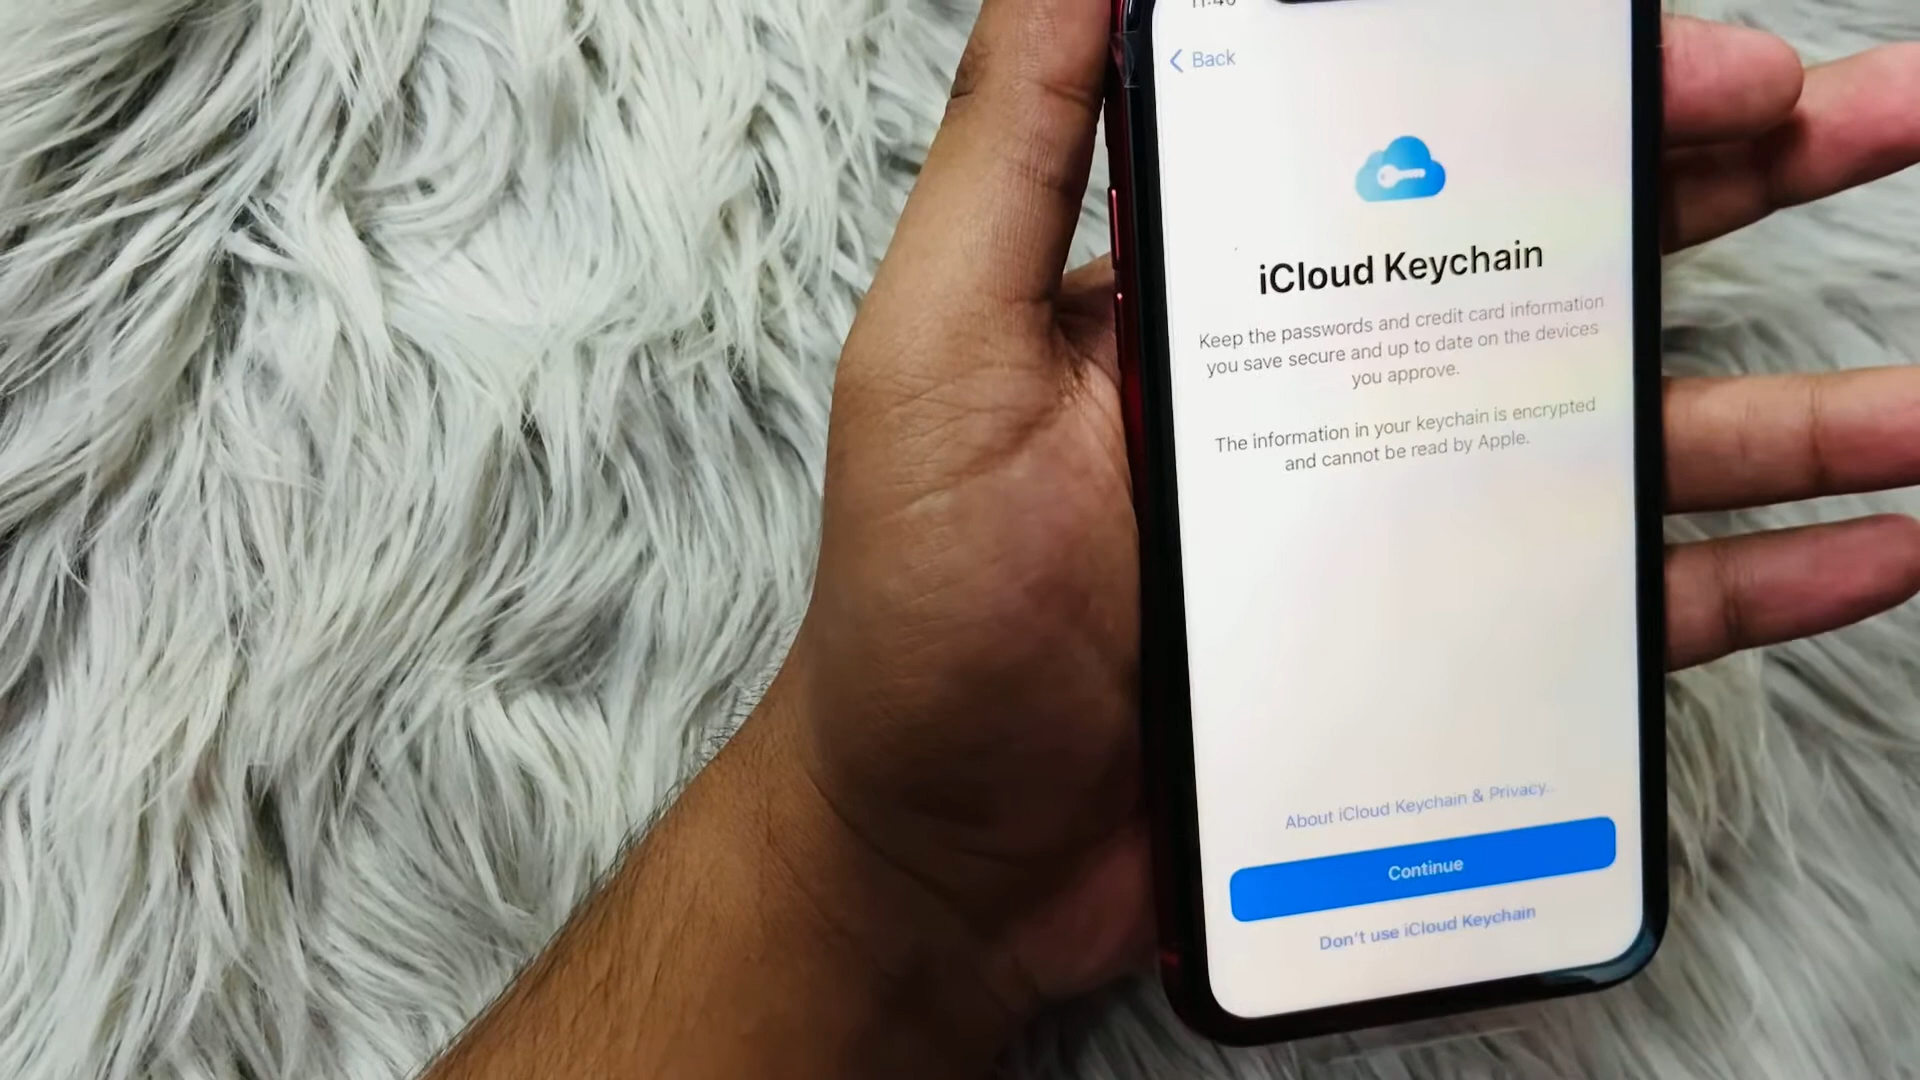 Back
iCloud Keychain
Keep the passwords and credit card information
you save secure and up to date on the devices
you approve.
The information in your keychain is encrypted
and cannot be read by Apple.
About iCloud Keychain & Privacy...
Continue
Don't use iCloud Keychain